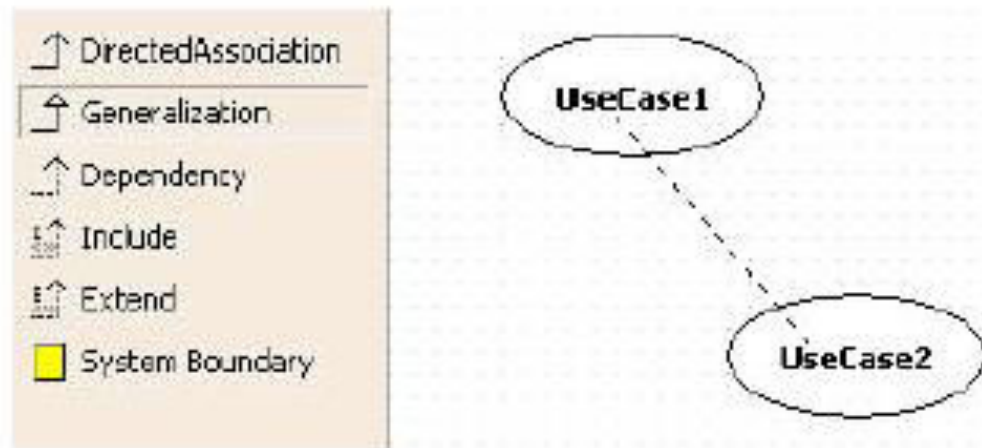 DirectedAssociation
Generalization
Dependency
Include
Extend
System Boundary
UseCase1
UseCase2